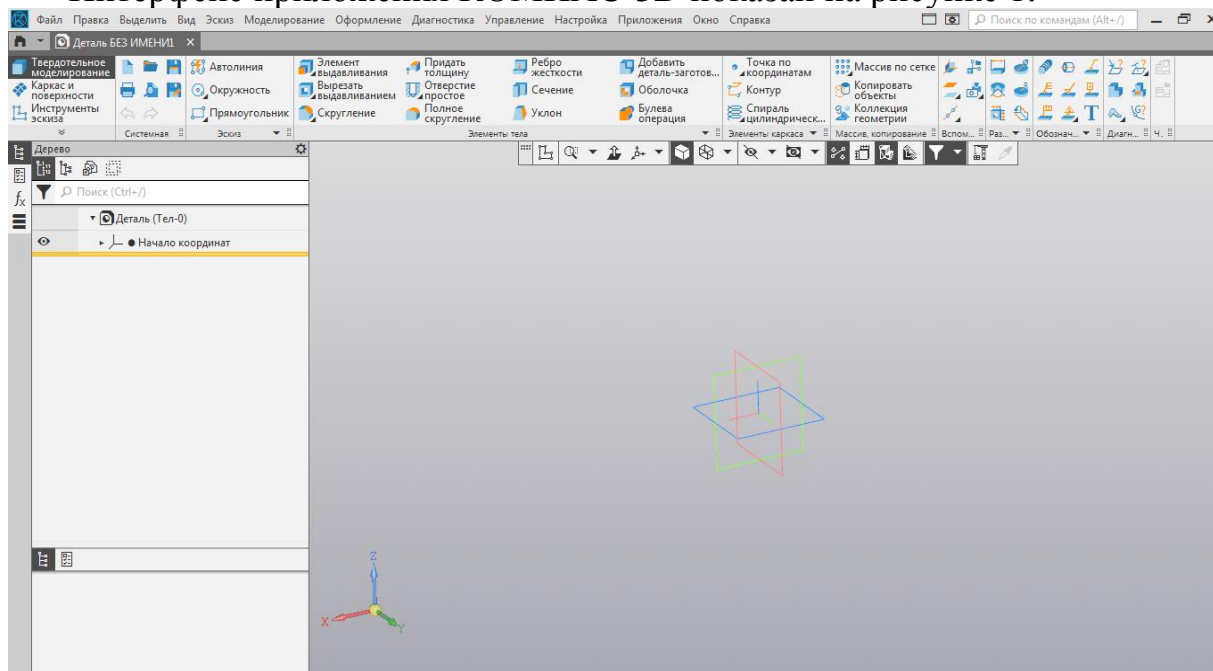 Интерфейс приложения КОМПАС-3D показан на рисунке 1.
Файл Правка Выделить Вид Эскиз Моделирование Оформление Диагностика Управление Настройка Приложения Окно Справка Поиск по командам (Alt+/)
Деталь БЕЗ ИМЕНИ1
Твердотельное моделирование
Каркас и поверхности
Инструменты эскиза
Системная
Автолиния
Окружность
Прямоугольник
Эскиз
Элемент выдавливания
Вырезать выдавливанием
Скругление
Придать толщину
Отверстие простое
Полное скругление
Ребро жесткости
Сечение
Уклон
Добавить деталь-заготов...
Оболочка
Булева операция
Элементы тела
Точка по координатам
Контур
Спираль цилиндрическ...
Элементы каркаса
Массив по сетке
Копировать объекты
Коллекция геометрии
Массив, копирование
Вспом...
Раз...
Обознач...
Диагн...
Ч.
Дерево
Поиск (Ctrl+/)
Деталь (Тел-0)
Начало координат
Z
X
Y